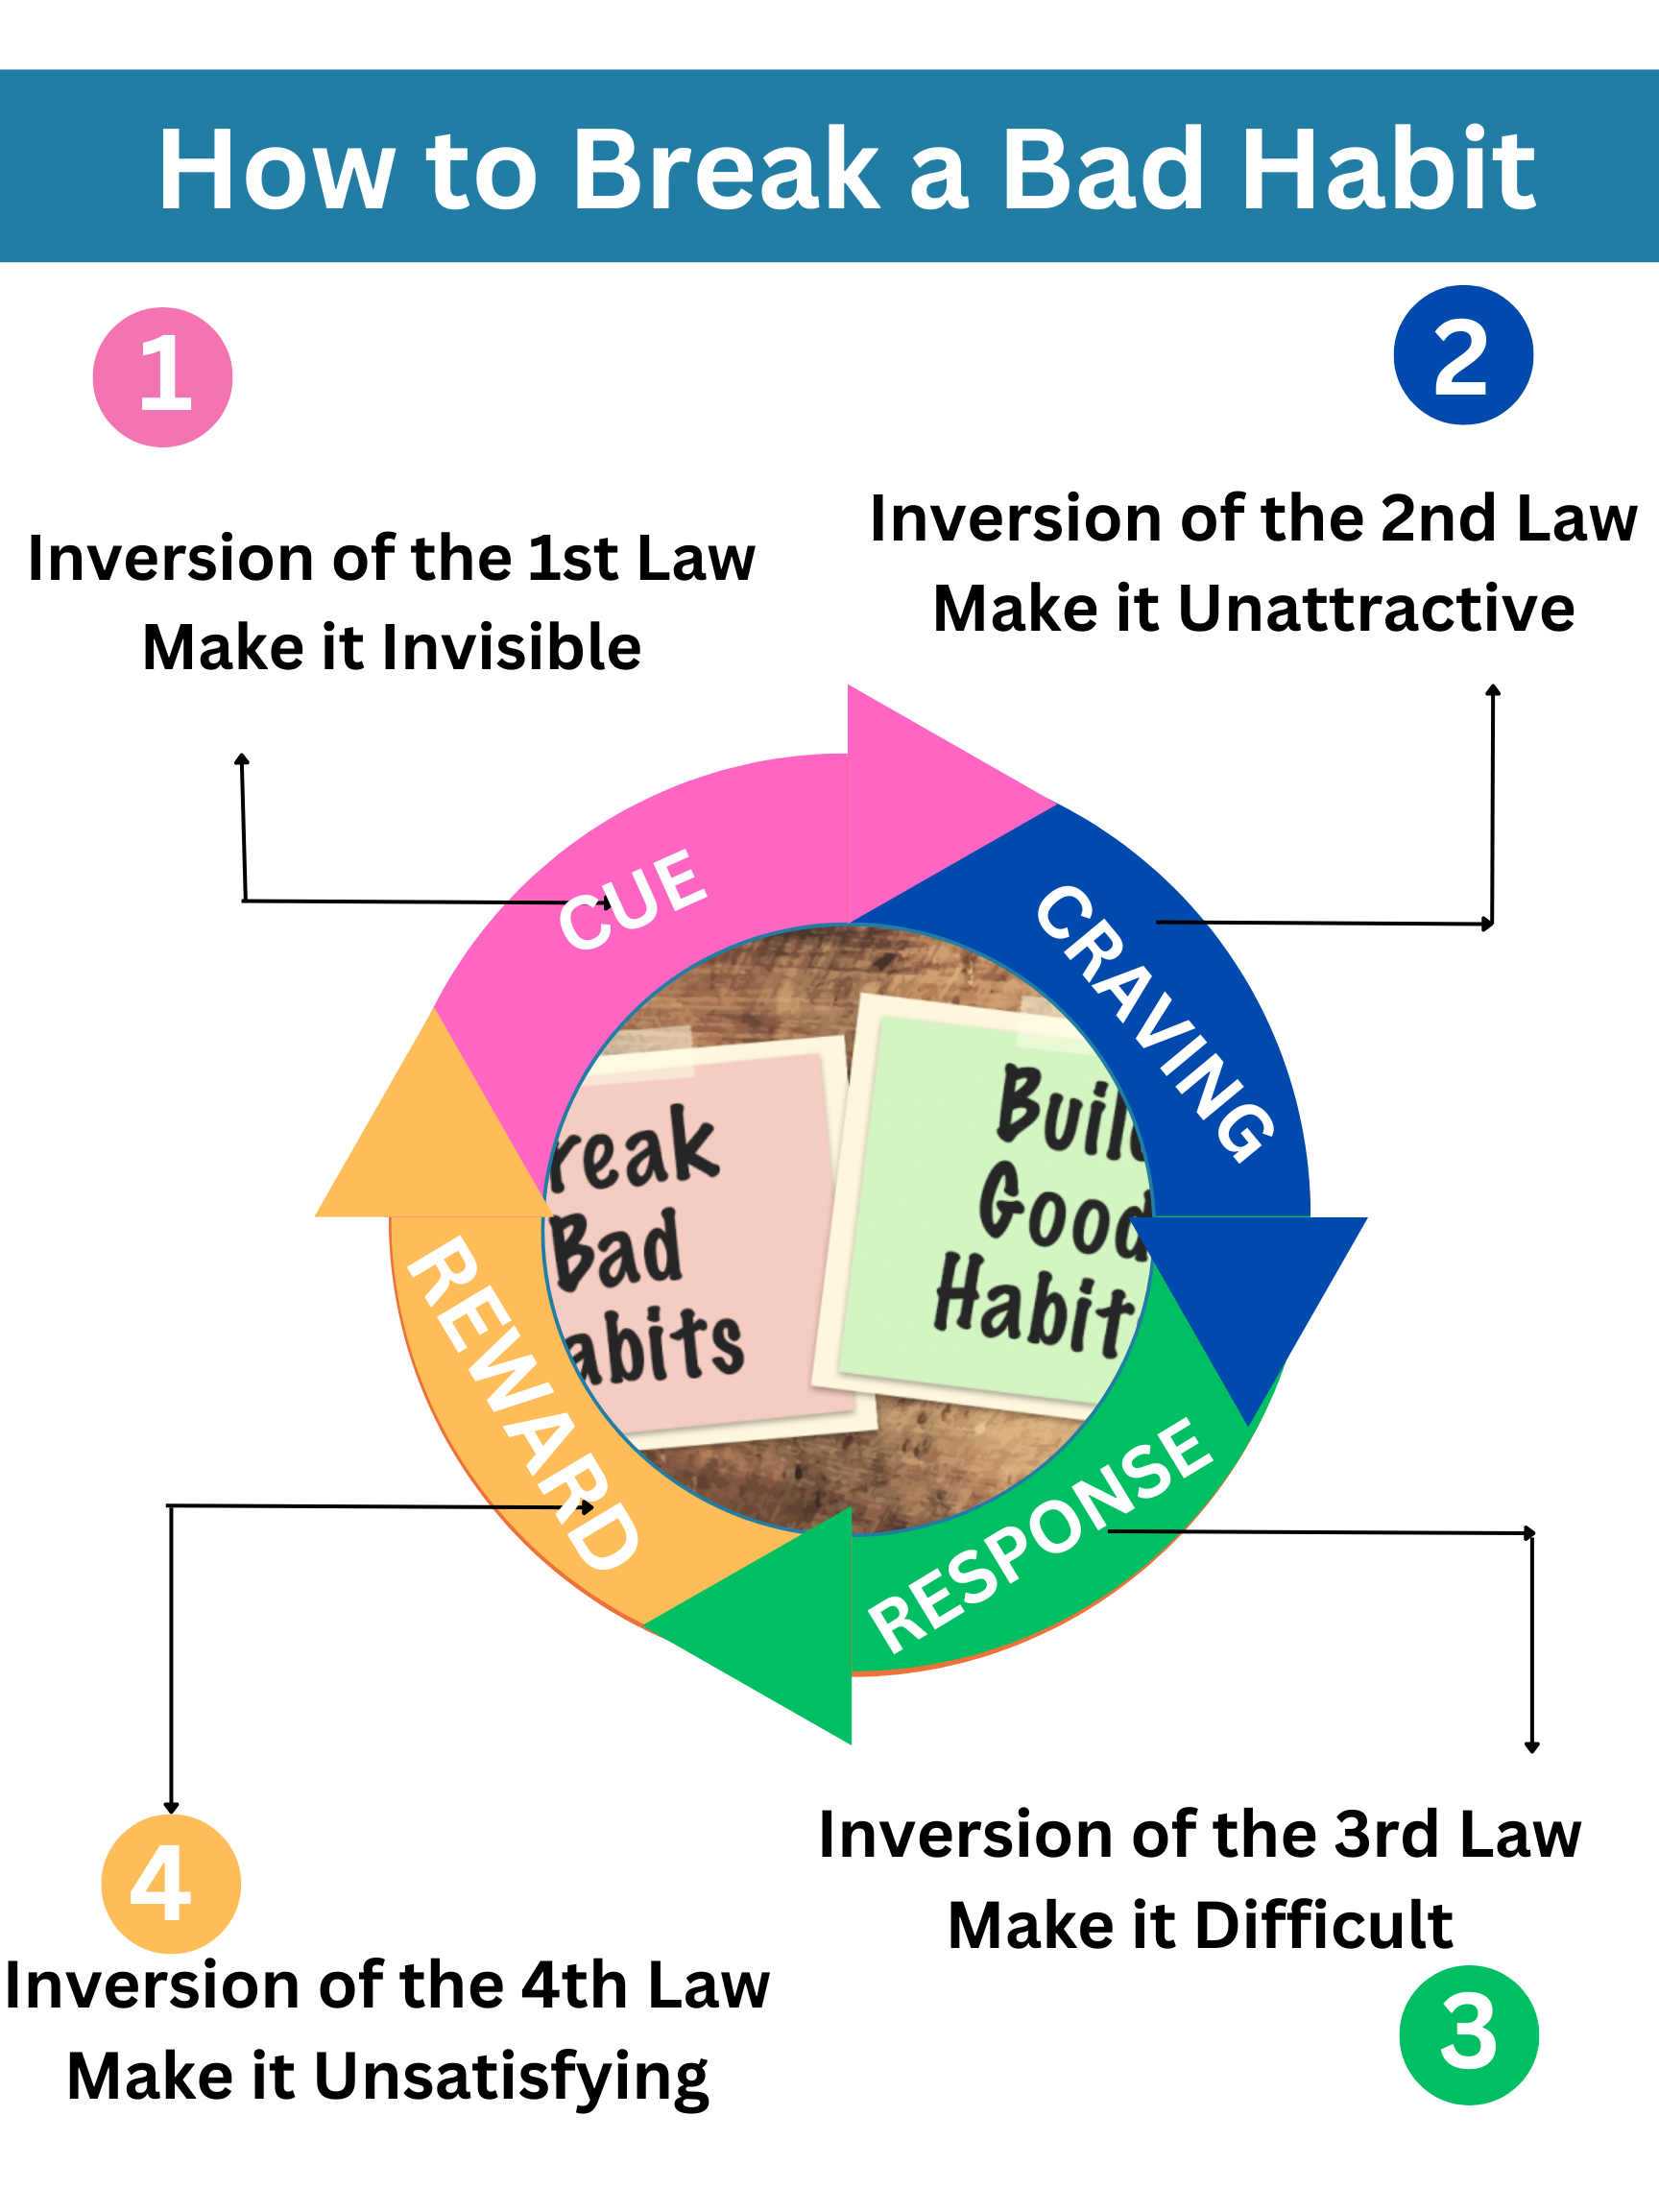 How to Break a Bad Habit
1
Inversion of the 1st Law
Make it Invisible
2
Inversion of the 2nd Law
Make it Unattractive
CUE
CRAVING
RESPONSE
REWARD
reak
Bad
abits
Buil
Good
Habit
4
Inversion of the 4th Law
Make it Unsatisfying
Inversion of the 3rd Law
Make it Difficult
3